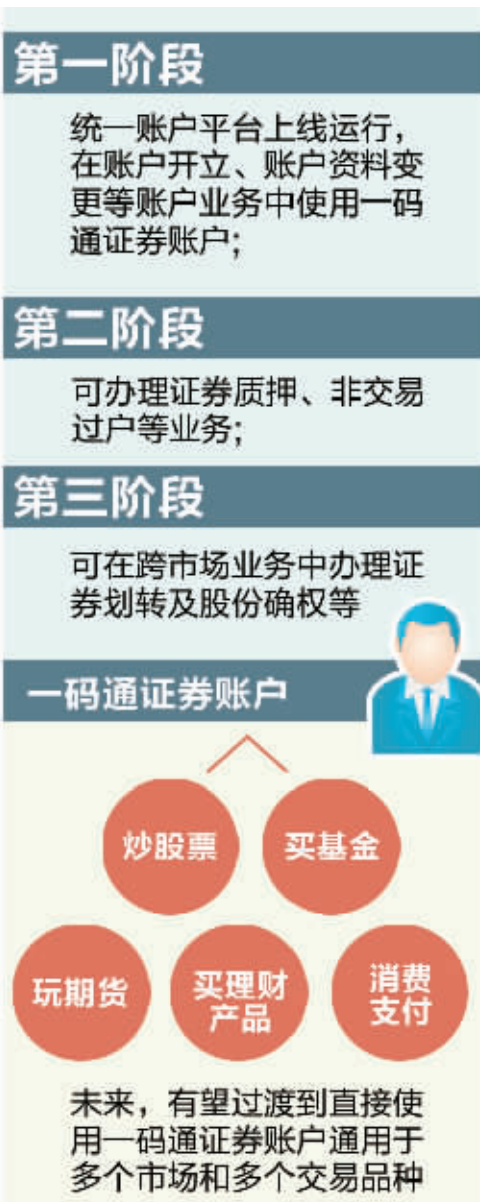 第一阶段
统一账户平台上线运行，
在账户开立、账户资料变
更等账户业务中使用一码
通证券账户；
第二阶段
可办理证券质押、非交易
过户等业务；
第三阶段
可在跨市场业务中办理证
券划转及股份确权等
一码通证券账户
炒股票
买基金
玩期货
买理财
产品
消费
支付
未来，有望过渡到直接使
用一码通证券账户通用于
多个市场和多个交易品种